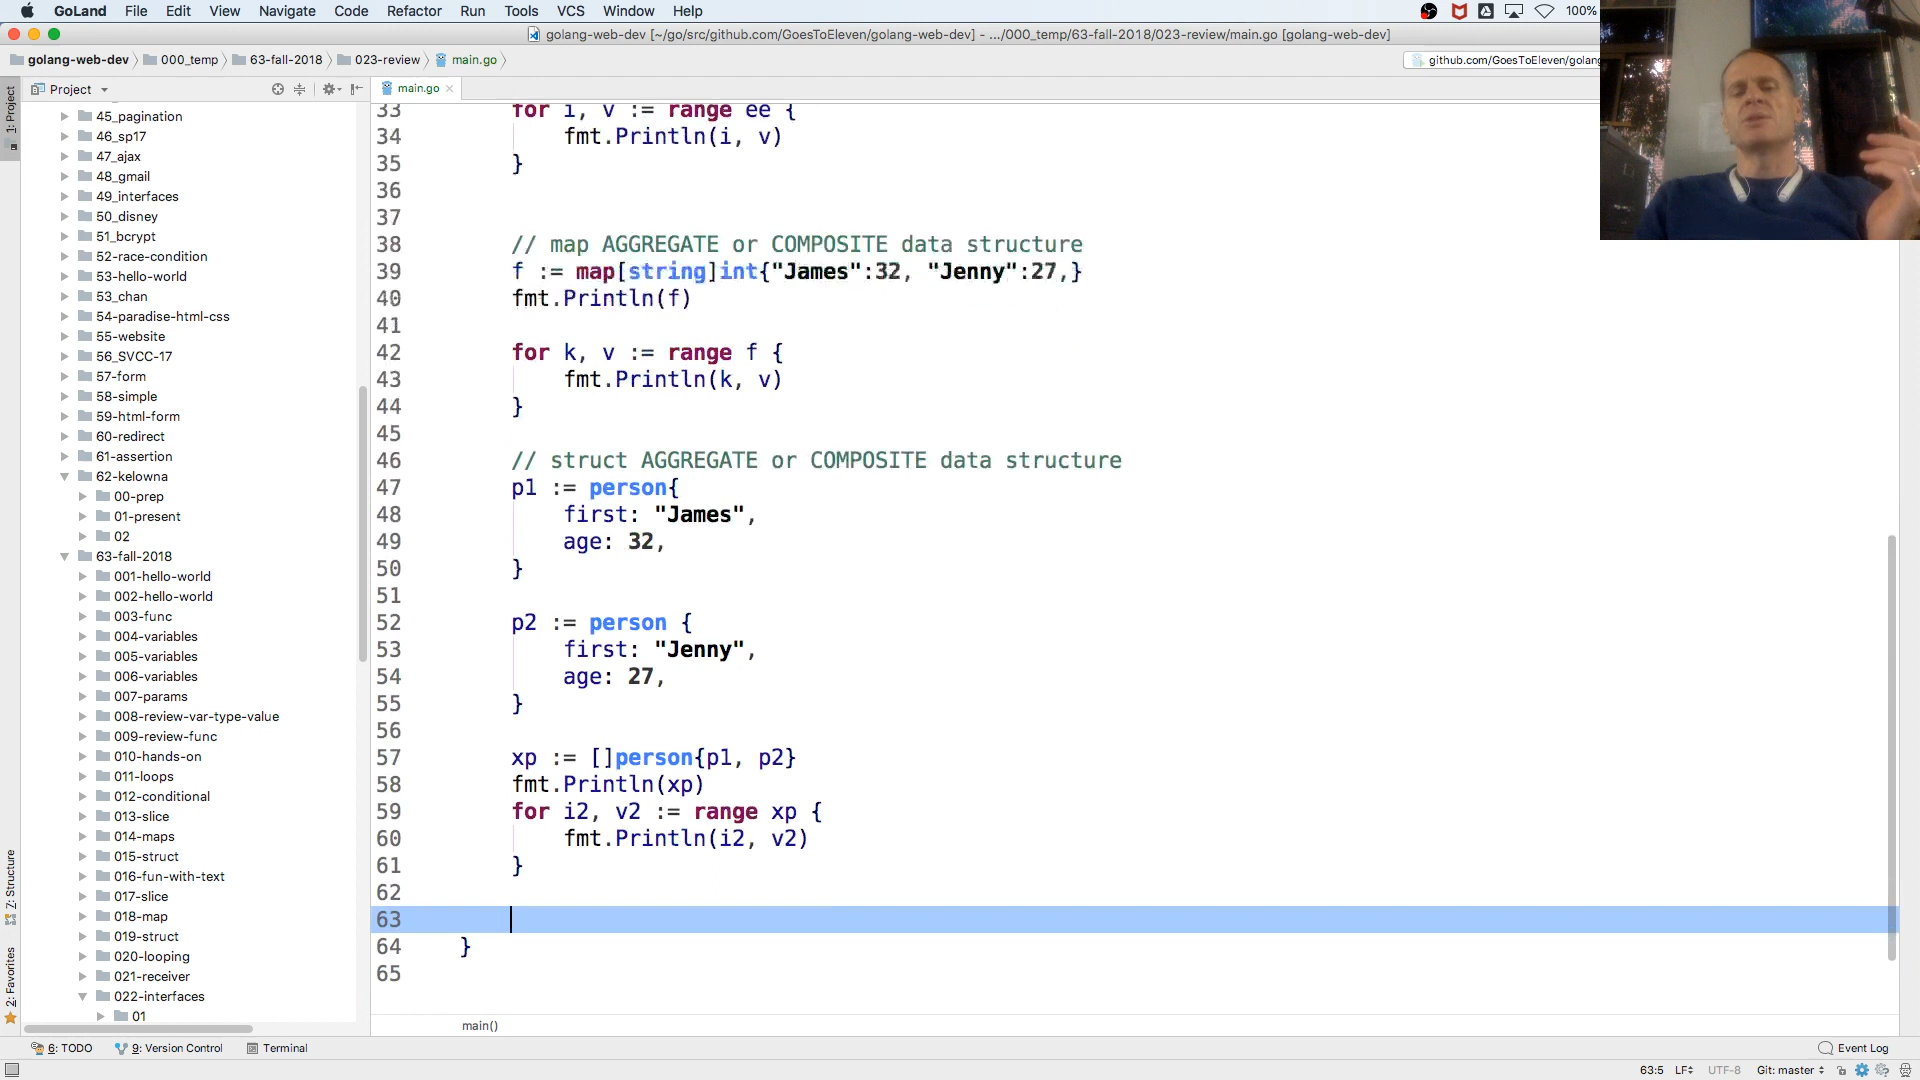 GoLand File Edit View Navigate Code Refactor Run Tools VCS Window Help 100%
golang-web-dev [~/go/src/github.com/GoesToEleven/golang-web-dev] - .../000_temp/63-fall-2018/023-review/main.go [golang-web-dev]
golang-web-dev 000_temp 63-fall-2018 023-review main.go github.com/GoesToEleven/golang
Project main.go
1: Project
7: Structure
2: Favorites
45_pagination
46_sp17
47_ajax
48_gmail
49_interfaces
50_disney
51_bcrypt
52-race-condition
53-hello-world
53_chan
54-paradise-html-css
55-website
56_SVCC-17
57-form
58-simple
59-html-form
60-redirect
61-assertion
62-kelowna
00-prep
01-present
02
63-fall-2018
001-hello-world
002-hello-world
003-func
004-variables
005-variables
006-variables
007-params
008-review-var-type-value
009-review-func
010-hands-on
011-loops
012-conditional
013-slice
014-maps
015-struct
016-fun-with-text
017-slice
018-map
019-struct
020-looping
021-receiver
022-interfaces
01
33 for i, v := range ee {
34 fmt.Println(i, v)
35 }
36
37
38 // map AGGREGATE or COMPOSITE data structure
39 f := map[string]int{"James":32, "Jenny":27,}
40 fmt.Println(f)
41
42 for k, v := range f {
43 fmt.Println(k, v)
44 }
45
46 // struct AGGREGATE or COMPOSITE data structure
47 p1 := person{
48 first: "James",
49 age: 32,
50 }
51
52 p2 := person {
53 first: "Jenny",
54 age: 27,
55 }
56
57 xp := []person{p1, p2}
58 fmt.Println(xp)
59 for i2, v2 := range xp {
60 fmt.Println(i2, v2)
61 }
62
63
64 }
65
main()
6: TODO 9: Version Control Terminal Event Log
63:5 LF UTF-8 Git: master